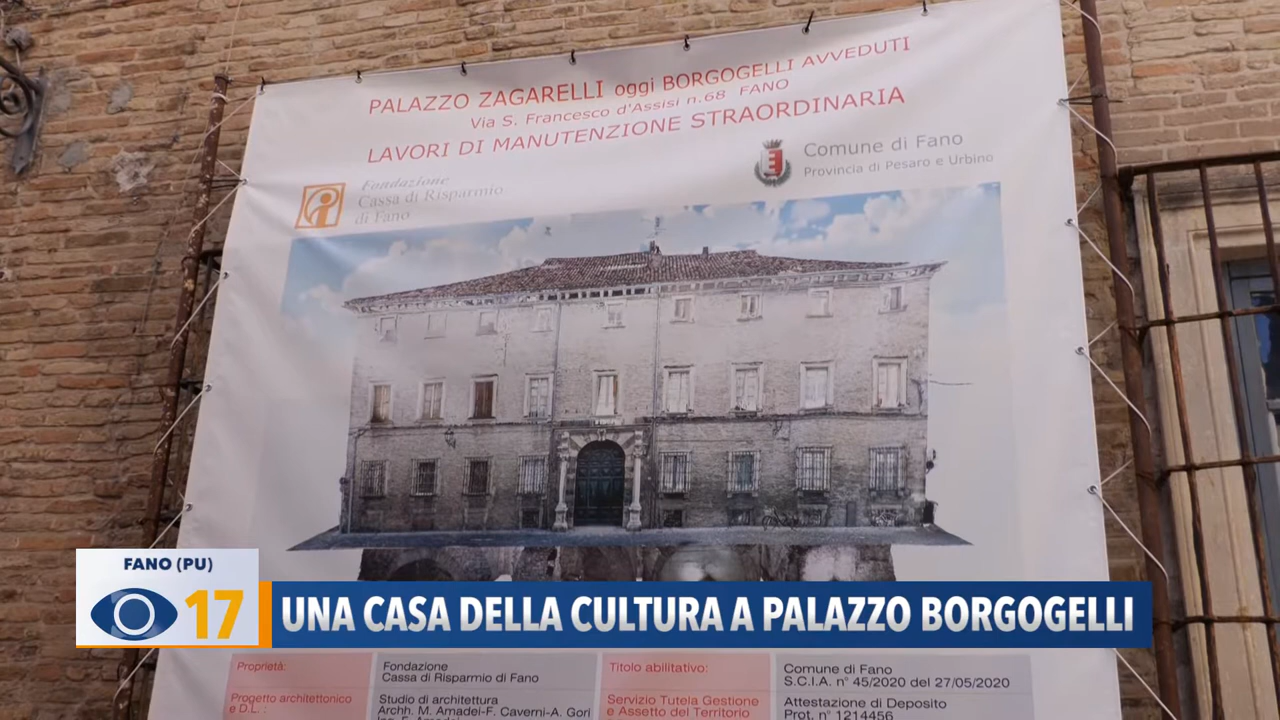 PALAZZO ZAGARELLI oggi BORGOGELLI AVVEDUTI
Via S. Francesco d'Assisi n.68 FANO
LAVORI DI MANUTENZIONE STRAORDINARIA
Fondazione
Cassa di Risparmio
di Fano
Comune di Fano
Provincia di Pesaro e Urbino
FANO (PU)
17
UNA CASA DELLA CULTURA A PALAZZO BORGOGELLI
Proprietà:
Fondazione
Cassa di Risparmio di Fano
Titolo abilitativo:
Comune di Fano
S.C.I.A. n° 45/2020 del 27/05/2020
Progetto architettonico
e D.L. :
Studio di architettura
Archh. M. Amadei-F. Caverni-A. Gori
Servizio Tutela Gestione
e Assetto del Territorio
Attestazione di Deposito
Prot. n° 1214456